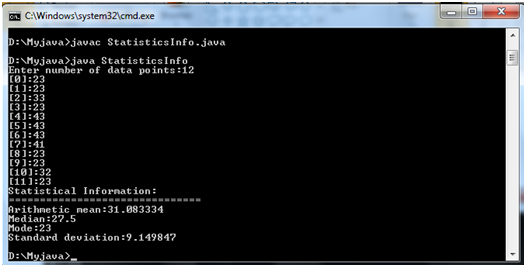 C:\Windows\system32\cmd.exe
D:\Myjava>javac StatisticsInfo.java
D:\Myjava>java StatisticsInfo
Enter number of data points:12
[0]:23
[1]:23
[2]:33
[3]:23
[4]:43
[5]:43
[6]:43
[7]:41
[8]:23
[9]:23
[10]:32
[11]:23
Statistical Information:
================================
Arithmetic mean:31.083334
Median:27.5
Mode:23
Standard deviation:9.149847
D:\Myjava>_